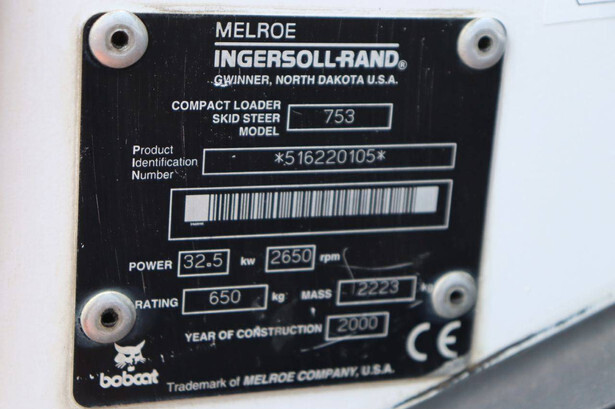 MELROE
INGERSOLL-RAND®
GWINNER, NORTH DAKOTA U.S.A.
COMPACT LOADER
SKID STEER
MODEL 753
Product
Identification
Number *516220105*
POWER 32.5 kw 2650 rpm
RATING 650 kg MASS 2223 kg
YEAR OF CONSTRUCTION 2000
CE
bobcat
Trademark of MELROE COMPANY, U.S.A.